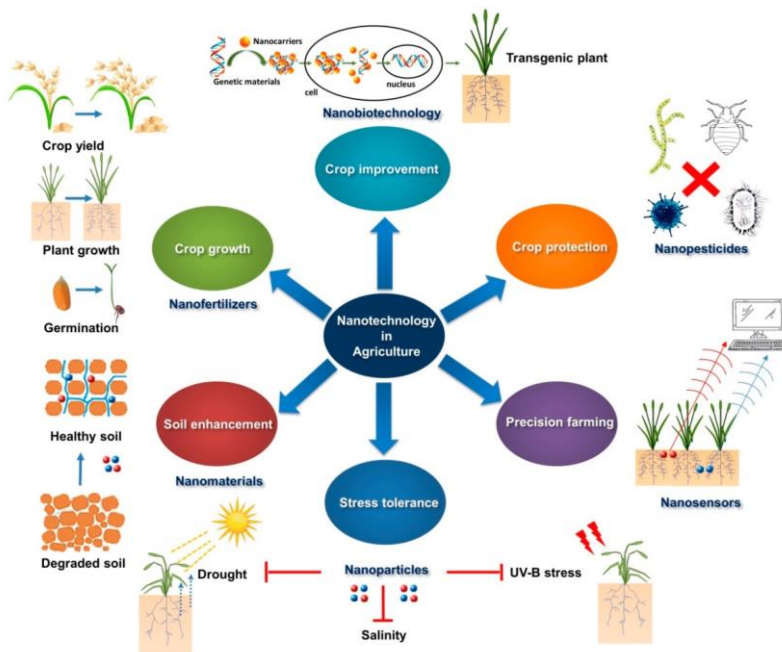 Nanocarriers
Genetic materials
cell
nucleus
Transgenic plant
Nanobiotechnology
Crop yield
Plant growth
Germination
Crop improvement
Crop growth
Nanofertilizers
Crop protection
Nanopesticides
Nanotechnology
in
Agriculture
Healthy soil
Degraded soil
Soil enhancement
Nanomaterials
Precision farming
Nanosensors
Stress tolerance
Drought
Nanoparticles
UV-B stress
Salinity